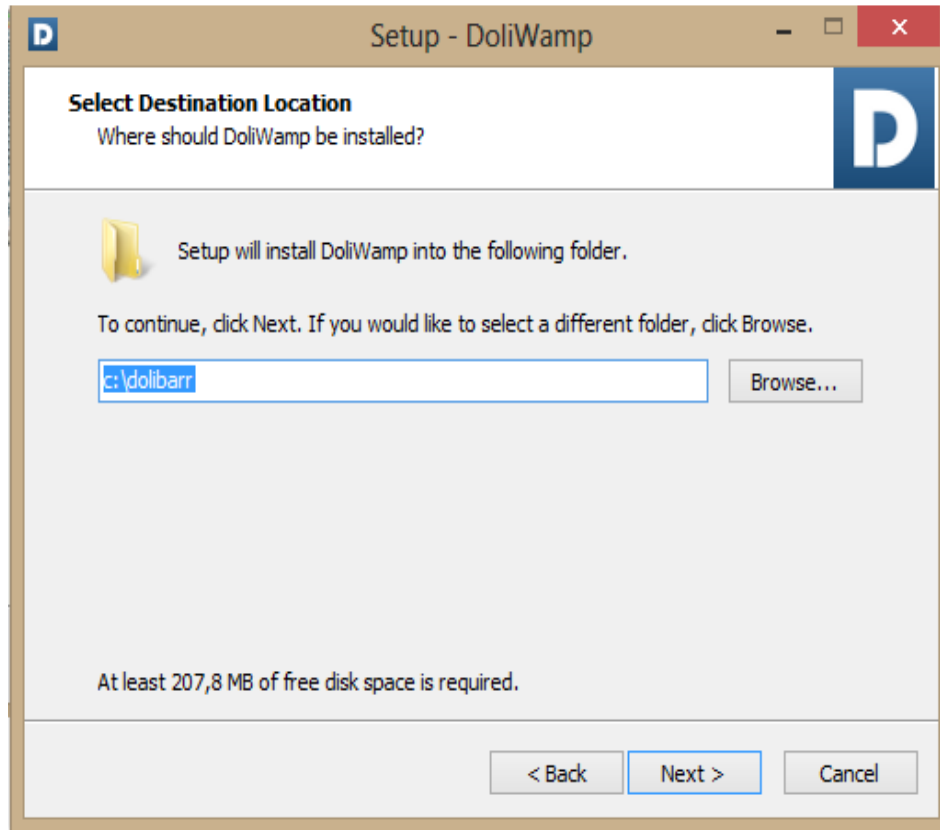 D
Setup - DoliWamp
x
Select Destination Location
Where should DoliWamp be installed?
D
Setup will install DoliWamp into the following folder.
To continue, click Next. If you would like to select a different folder, click Browse.
c:\dolibarr
Browse...
At least 207,8 MB of free disk space is required.
< Back
Next >
Cancel